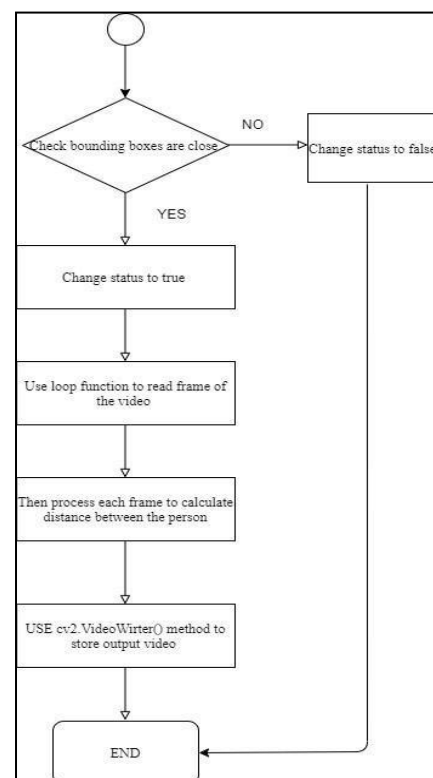 Check bounding boxes are close
NO
Change status to false
YES
Change status to true
Use loop function to read frame of
the video
Then process each frame to calculate
distance between the person
USE cv2.VideoWirter() method to
store output video
END